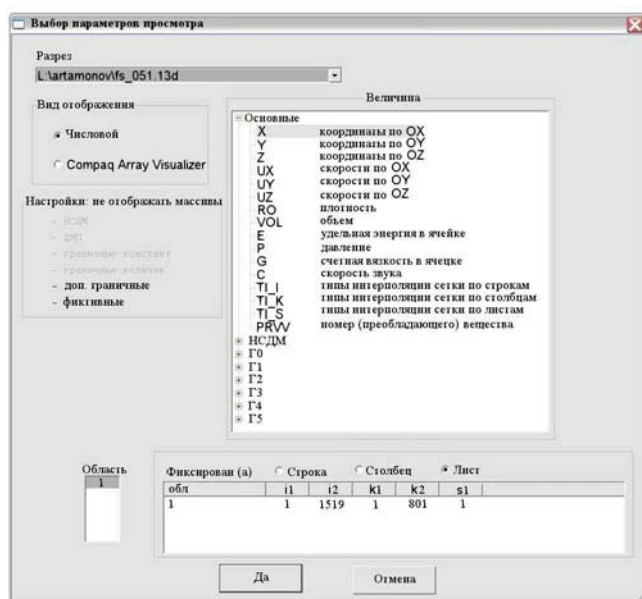 Выбор параметров просмотра
Разрез
L:\artamonov\fs_051.13d
Вид отображения
Числовой
Compaq Array Visualizer
Настройки: не отображать массивы
НСДМ
граничные констант
граничные величин
доп. граничные
фиктивные
Величина
Основные
X координаты по OX
Y координаты по OY
Z координаты по OZ
UX скорости по OX
UY скорости по OY
UZ скорости по OZ
RO плотность
VOL объем
E удельная энергия в ячейке
P давление
G счетная вязкость в ячецке
C скорость звука
TI_I типы интерполяции сетки по строкам
TI_K типы интерполяции сетки по столбцам
TI_S типы интерполяции сетки по листам
PRVV номер (преобладающего) вещества
НСДМ
Г0
Г1
Г2
Г3
Г4
Г5
Область
1
Фиксирован (а) Строка Столбец Лист
обл i1 i2 k1 k2 s1
1 1 1519 1 801 1
Да Отмена